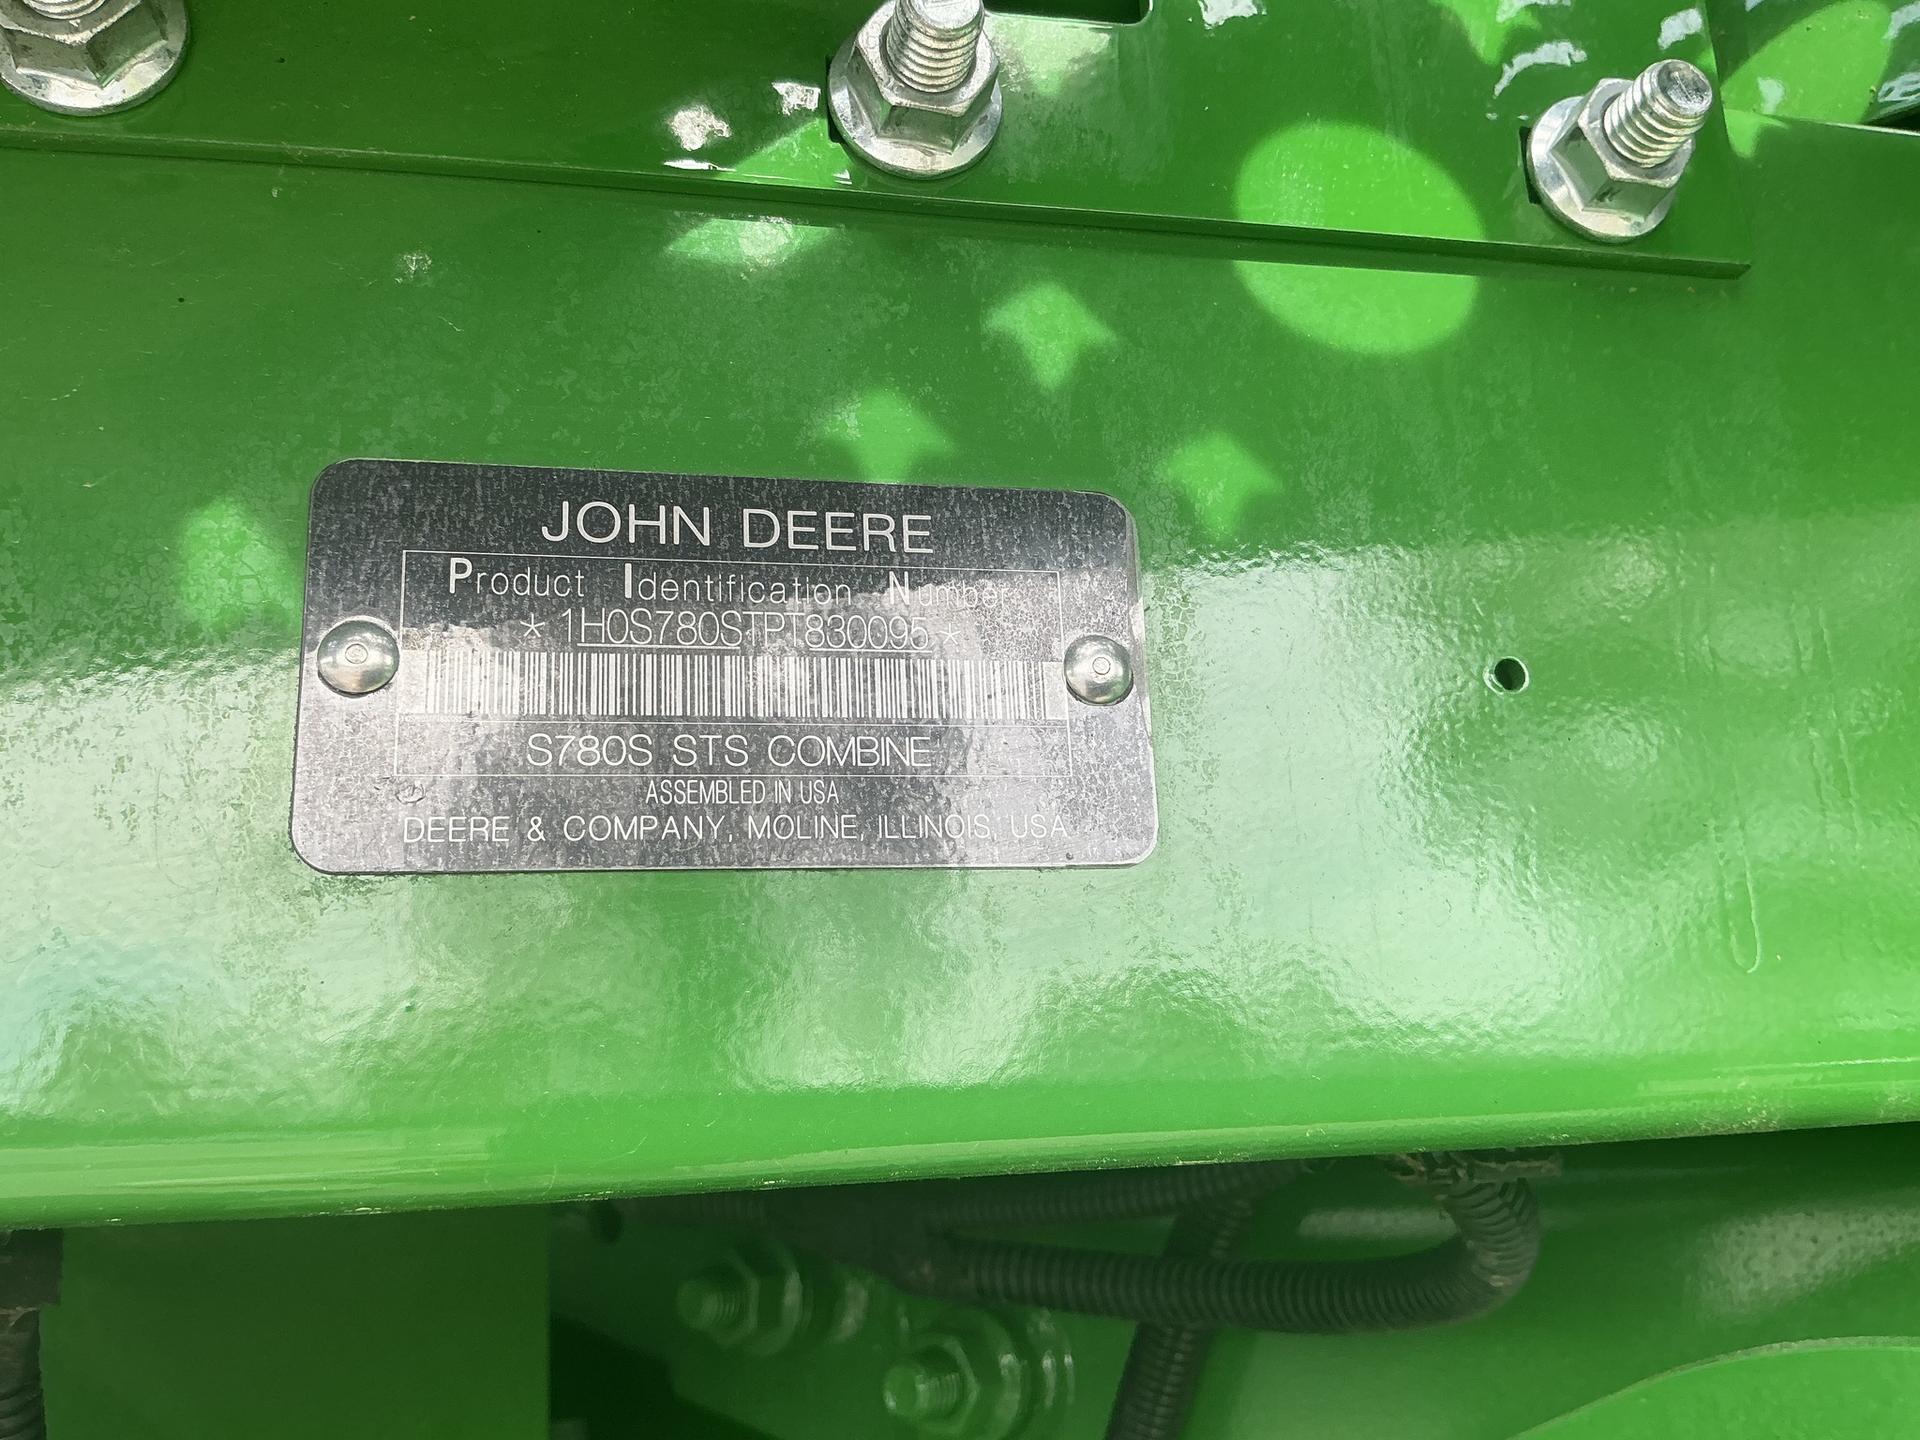 JOHN DEERE
Product Identification Number
* 1H0S780STPT830095 *
S780S STS COMBINE
ASSEMBLED IN USA
DEERE & COMPANY, MOLINE, ILLINOIS, USA